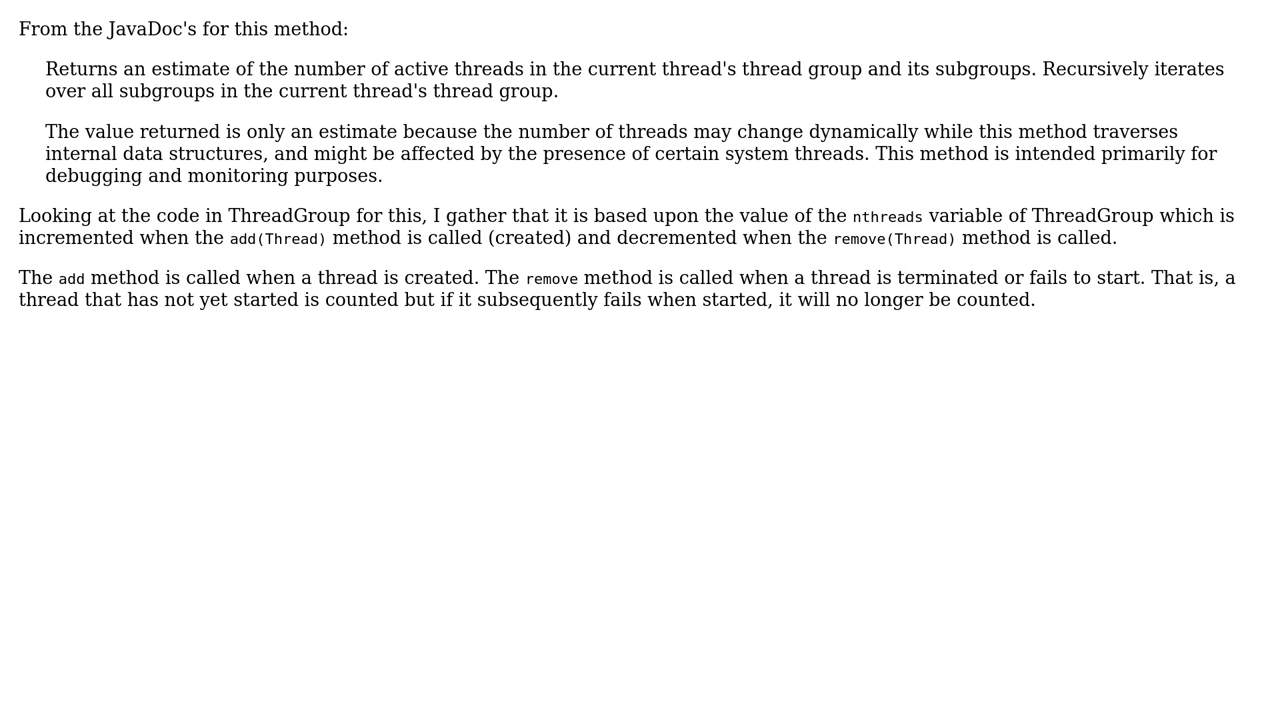 From the JavaDoc's for this method:
Returns an estimate of the number of active threads in the current thread's thread group and its subgroups. Recursively iterates
over all subgroups in the current thread's thread group.
The value returned is only an estimate because the number of threads may change dynamically while this method traverses
internal data structures, and might be affected by the presence of certain system threads. This method is intended primarily for
debugging and monitoring purposes.
Looking at the code in ThreadGroup for this, I gather that it is based upon the value of the nthreads variable of ThreadGroup which is
incremented when the add(Thread) method is called (created) and decremented when the remove(Thread) method is called.
The add method is called when a thread is created. The remove method is called when a thread is terminated or fails to start. That is, a
thread that has not yet started is counted but if it subsequently fails when started, it will no longer be counted.